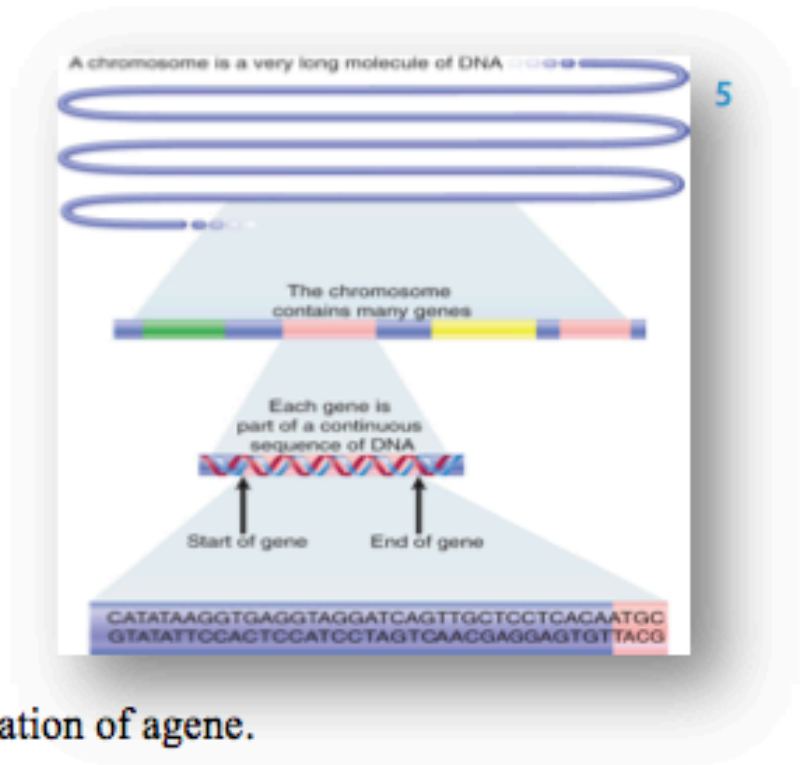 A chromosome is a very long molecule of DNA
5
The chromosome
contains many genes
Each gene is
part of a continuous
sequence of DNA
Start of gene
End of gene
CATATAAGGTGAGGTAGGATCAGTTGCTCCTCACAATGC
GTATATTCCACTCCATCCTAGTCAACGAGGAGTGTTACG
ation of agene.